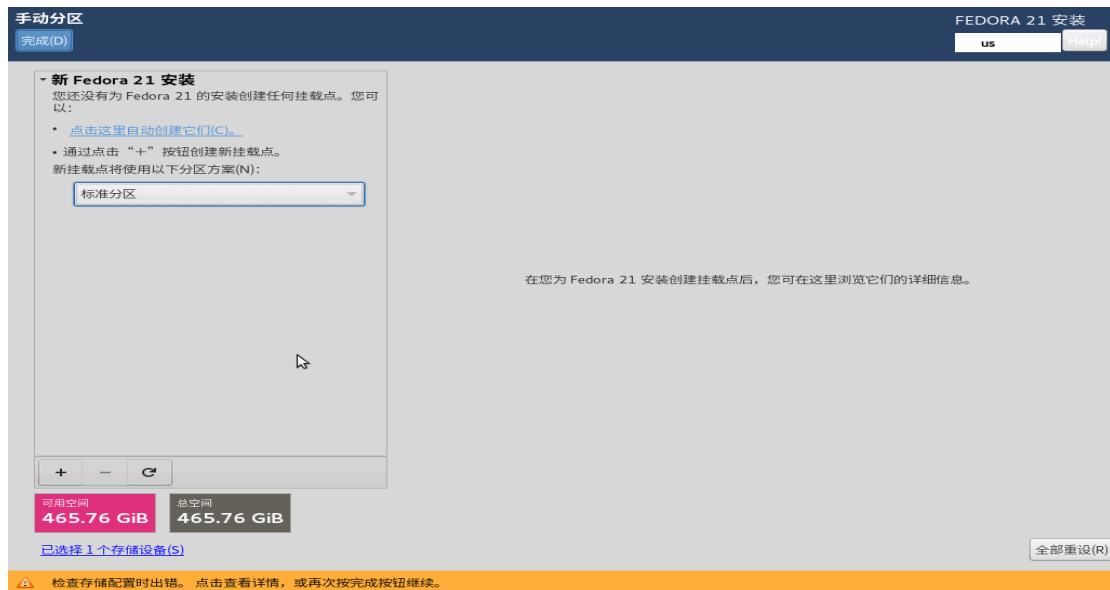 手动分区
FEDORA 21 安装
完成(D)
us
Help!
新 Fedora 21 安装
您还没有为 Fedora 21 的安装创建任何挂载点。您可
以:
• 点击这里自动创建它们(C)。
• 通过点击“+”按钮创建新挂载点。
新挂载点将使用以下分区方案(N):
标准分区
在您为 Fedora 21 安装创建挂载点后，您可在这里浏览它们的详细信息。
+ −
可用空间
465.76 GiB
总空间
465.76 GiB
已选择 1 个存储设备(S)
全部重设(R)
检查存储配置时出错。 点击查看详情，或再次按完成按钮继续。